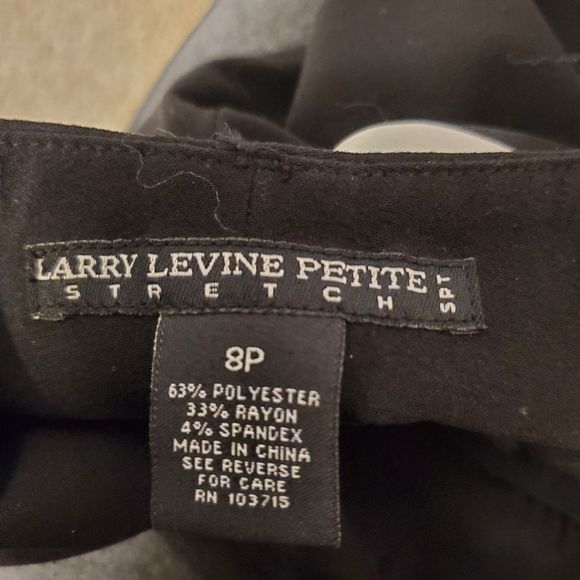 LARRY LEVINE PETITE
STRETCH
SPT
8P
63% POLYESTER
33% RAYON
4% SPANDEX
MADE IN CHINA
SEE REVERSE
FOR CARE
RN 103715